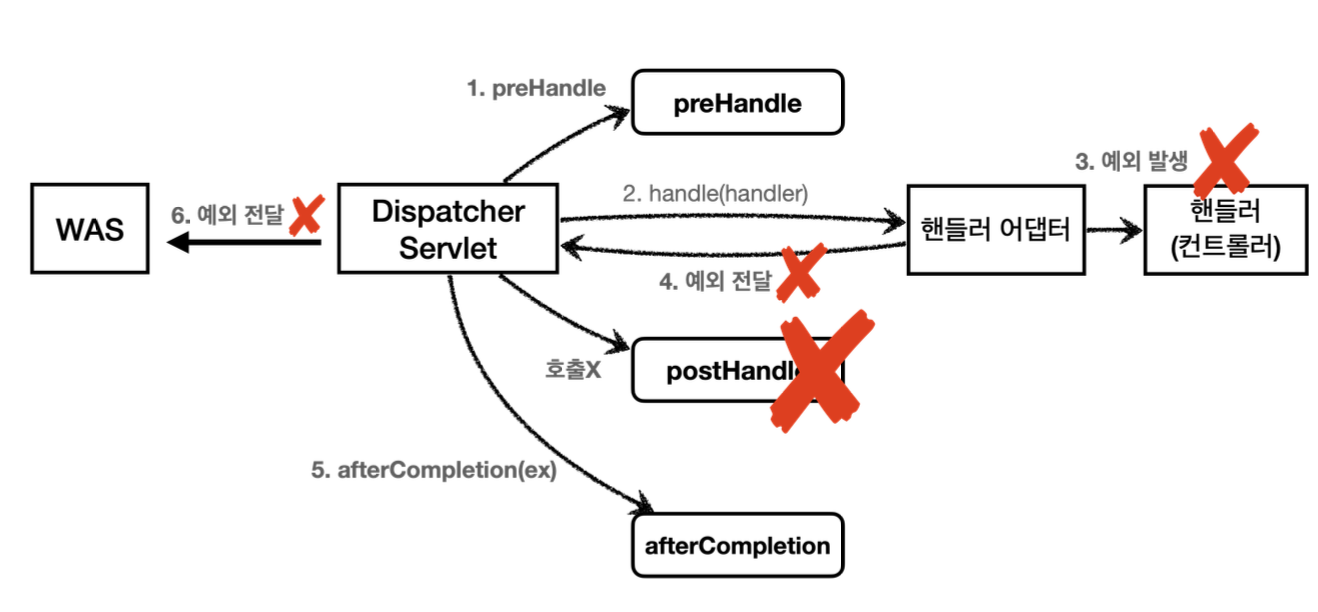 1. preHandle
preHandle
3. 예외 발생
WAS
6. 예외 전달
Dispatcher
Servlet
2. handle(handler)
핸들러 어댑터
핸들러
(컨트롤러)
4. 예외 전달
호출X
postHandl
5. afterCompletion(ex)
afterCompletion